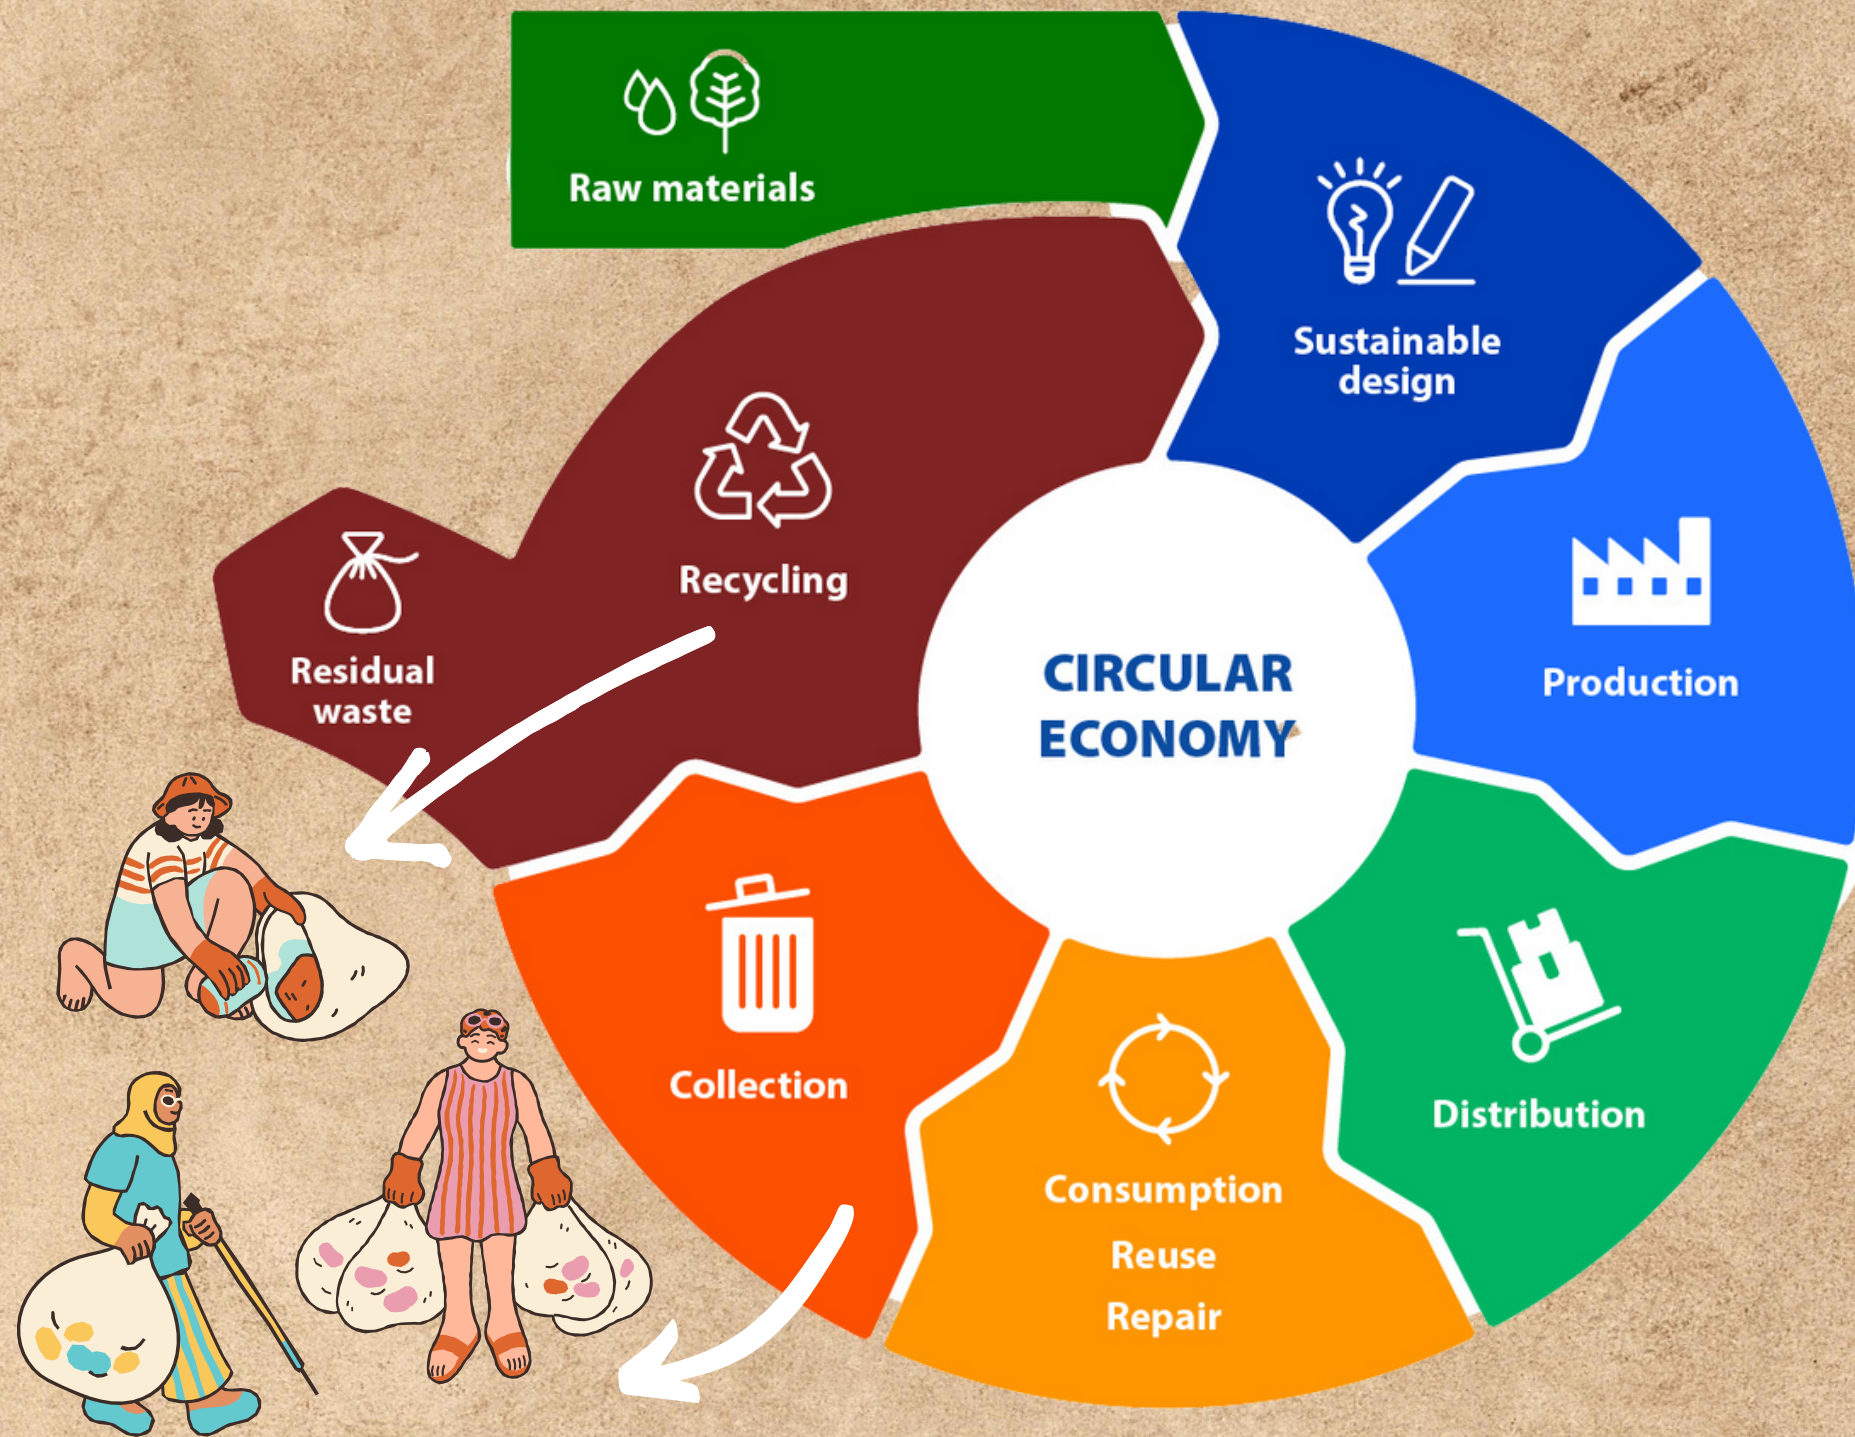 Raw materials
Sustainable
design
Production
Distribution
Consumption
Reuse
Repair
Collection
Recycling
Residual
waste
CIRCULAR
ECONOMY